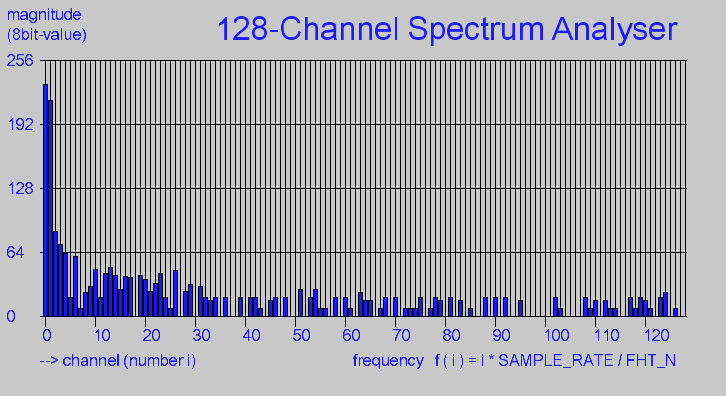 magnitude
(8bit-value)
128-Channel Spectrum Analyser
256
192
128
64
0
0 10 20 30 40 50 60 70 80 90 100 110 120
--> channel (number i)
frequency f ( i ) = i * SAMPLE_RATE / FHT_N